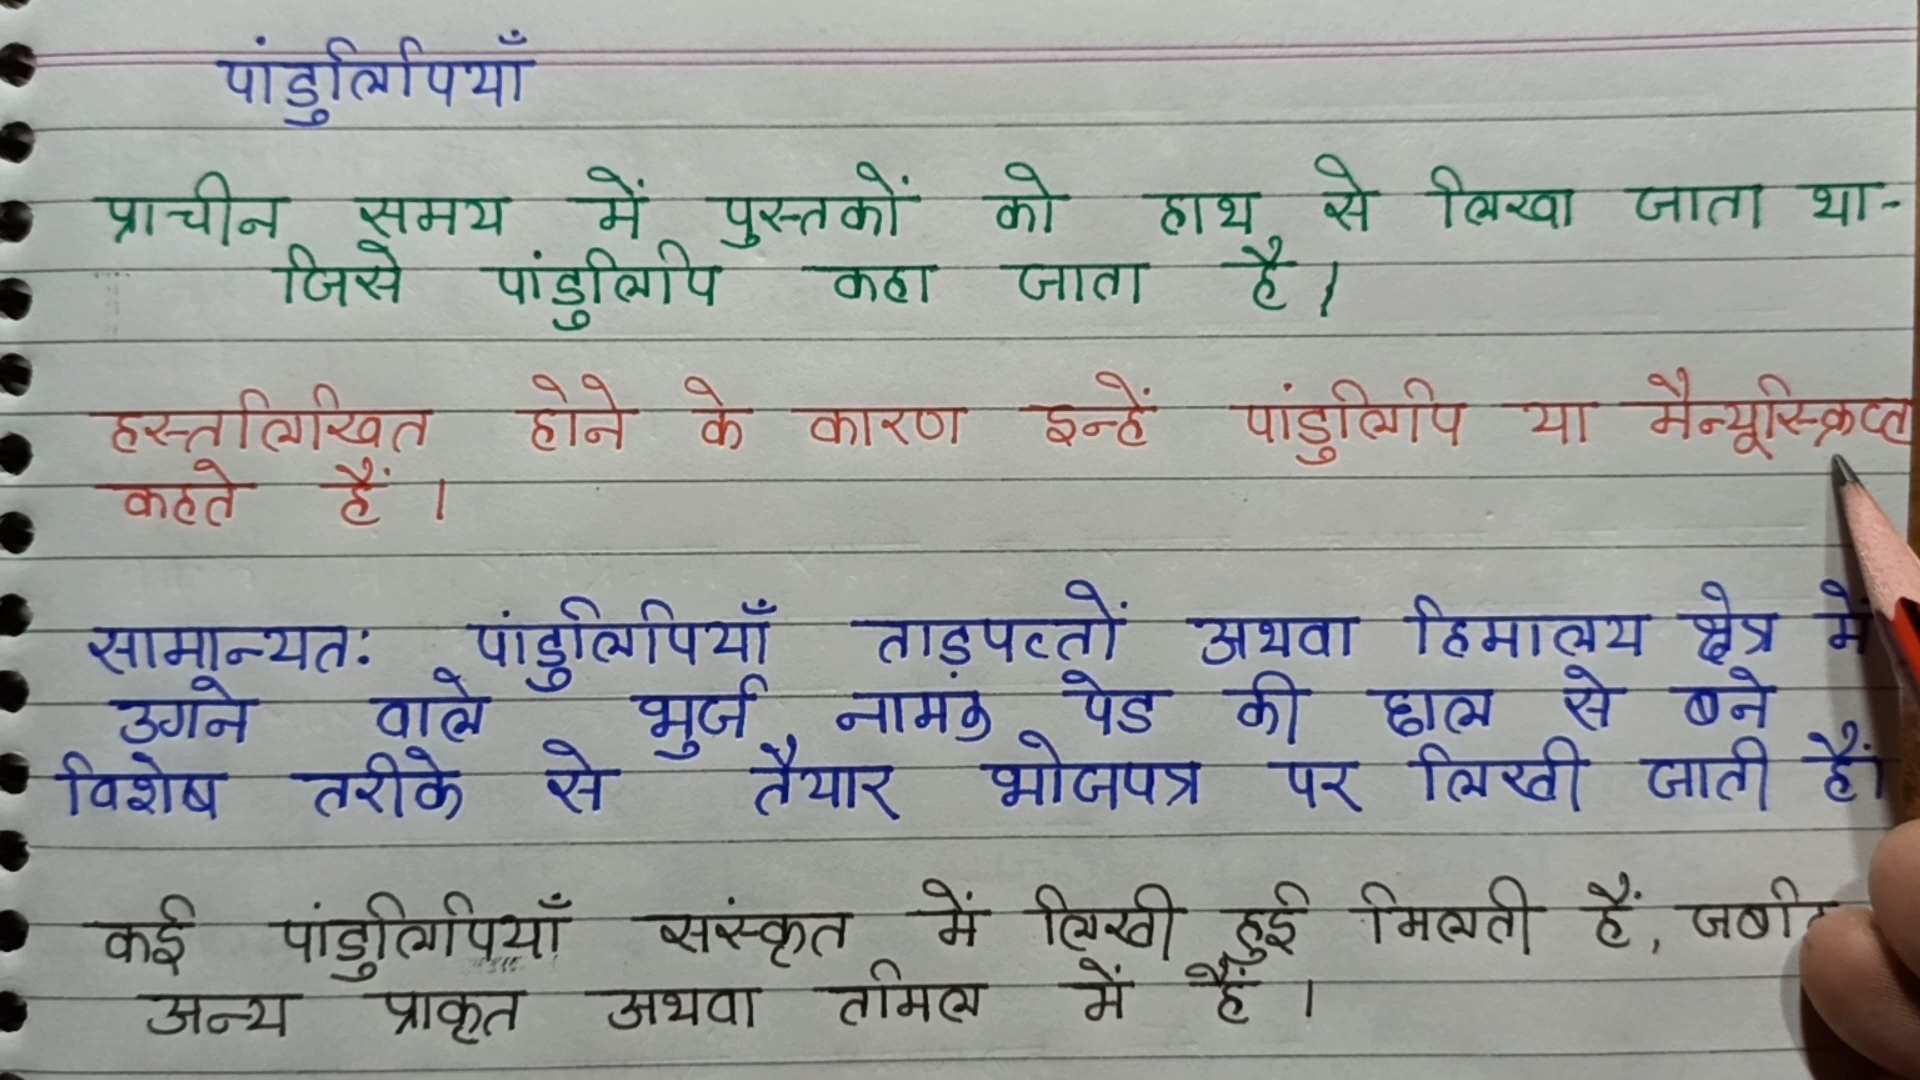 पांडुलिपियाँ
प्राचीन समय में पुस्तकों को हाथ से लिखा जाता था-
जिसे पांडुलिपि कहा जाता है।
हस्तलिखित होने के कारण इन्हें पांडुलिपि या मैन्यूस्क्रिप्त
कहते हैं।
सामान्यतः पांडुलिपियाँ ताड़पत्तों अथवा हिमालय क्षेत्र में
उगने वाले भुर्ज नामक पेड की छाल से बने
विशेष तरीके से तैयार भोजपत्र पर लिखी जाती हैं।
कई पांडुलिपियाँ संस्कृत में लिखी हुई मिलती हैं,
अन्य प्राकृत अथवा तमिल में हैं।